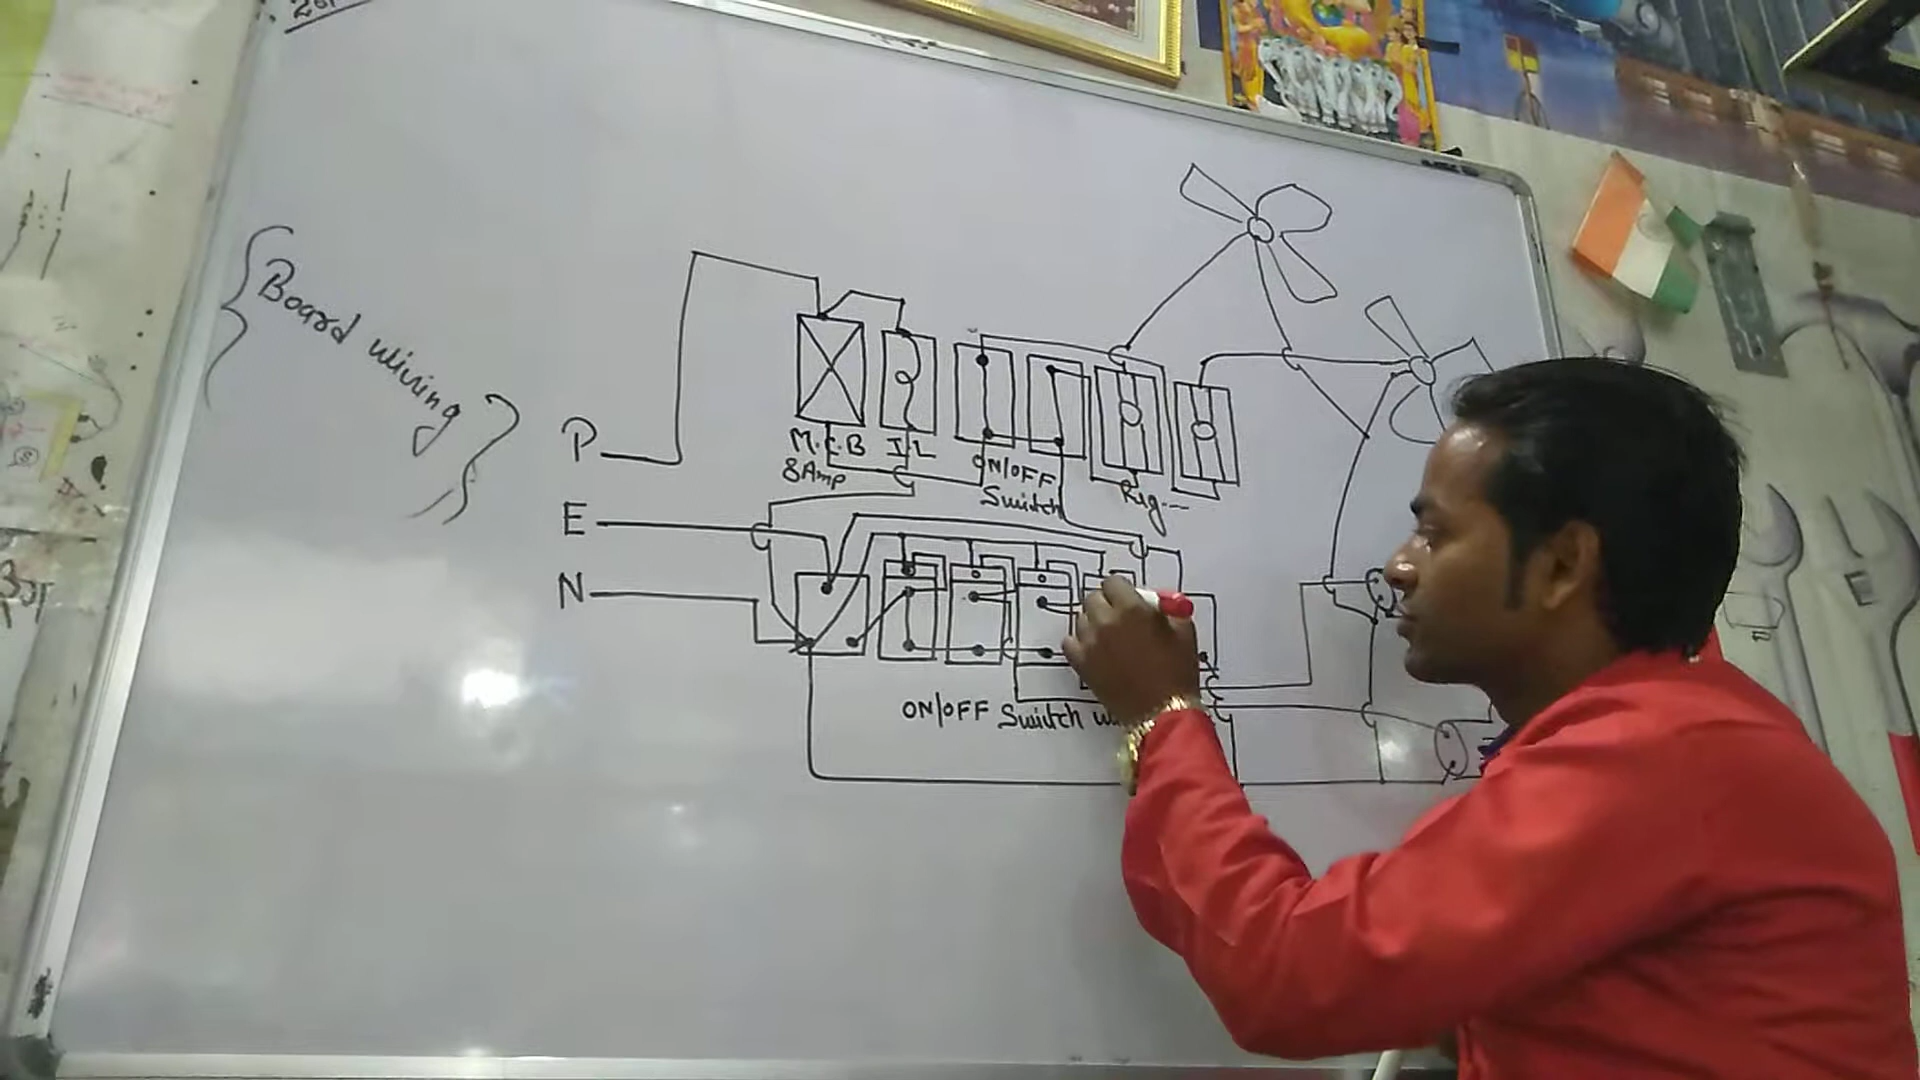 Board wiring
P
E
N
M.C.B
8Amp
I.L
ON/OFF
Switch
Reg.--
ON/OFF Switch